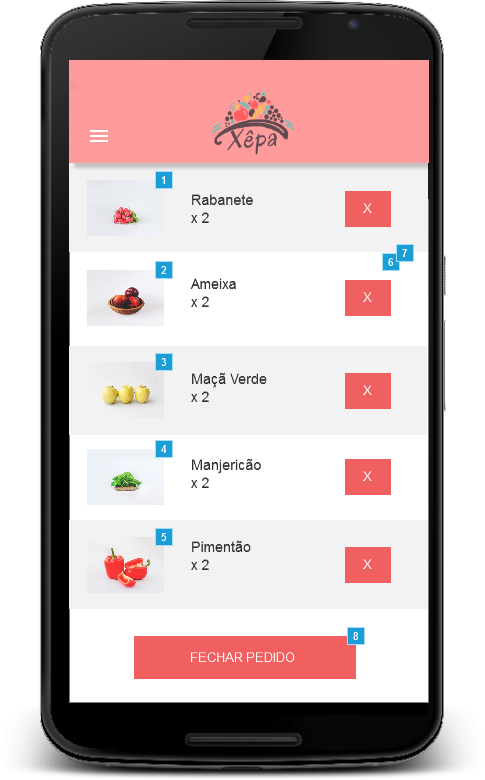 Xêpa
1
Rabanete
x 2
X
7
6
2
Ameixa
x 2
X
3
Maçã Verde
x 2
X
4
Manjericão
x 2
X
5
Pimentão
x 2
X
8
FECHAR PEDIDO